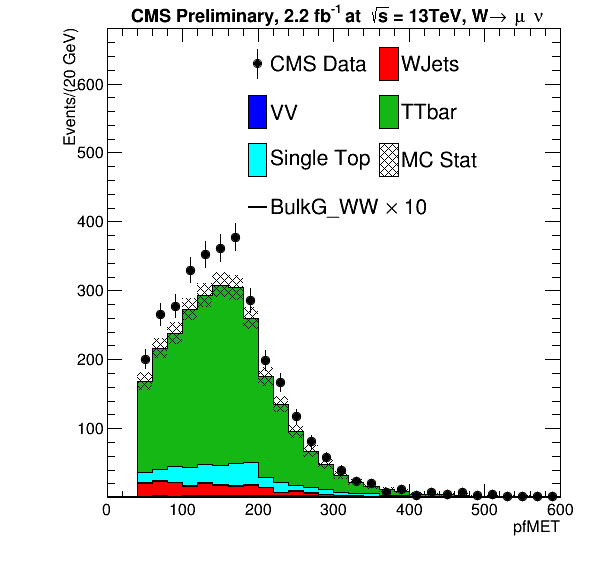 CMS Preliminary, 2.2 fb⁻¹ at √s = 13TeV, W→ μ ν
Events/(20 GeV)
CMS Data WJets
VV TTbar
Single Top MC Stat
BulkG_WW × 10
600
500
400
300
200
100
0 100 200 300 400 500 600
pfMET